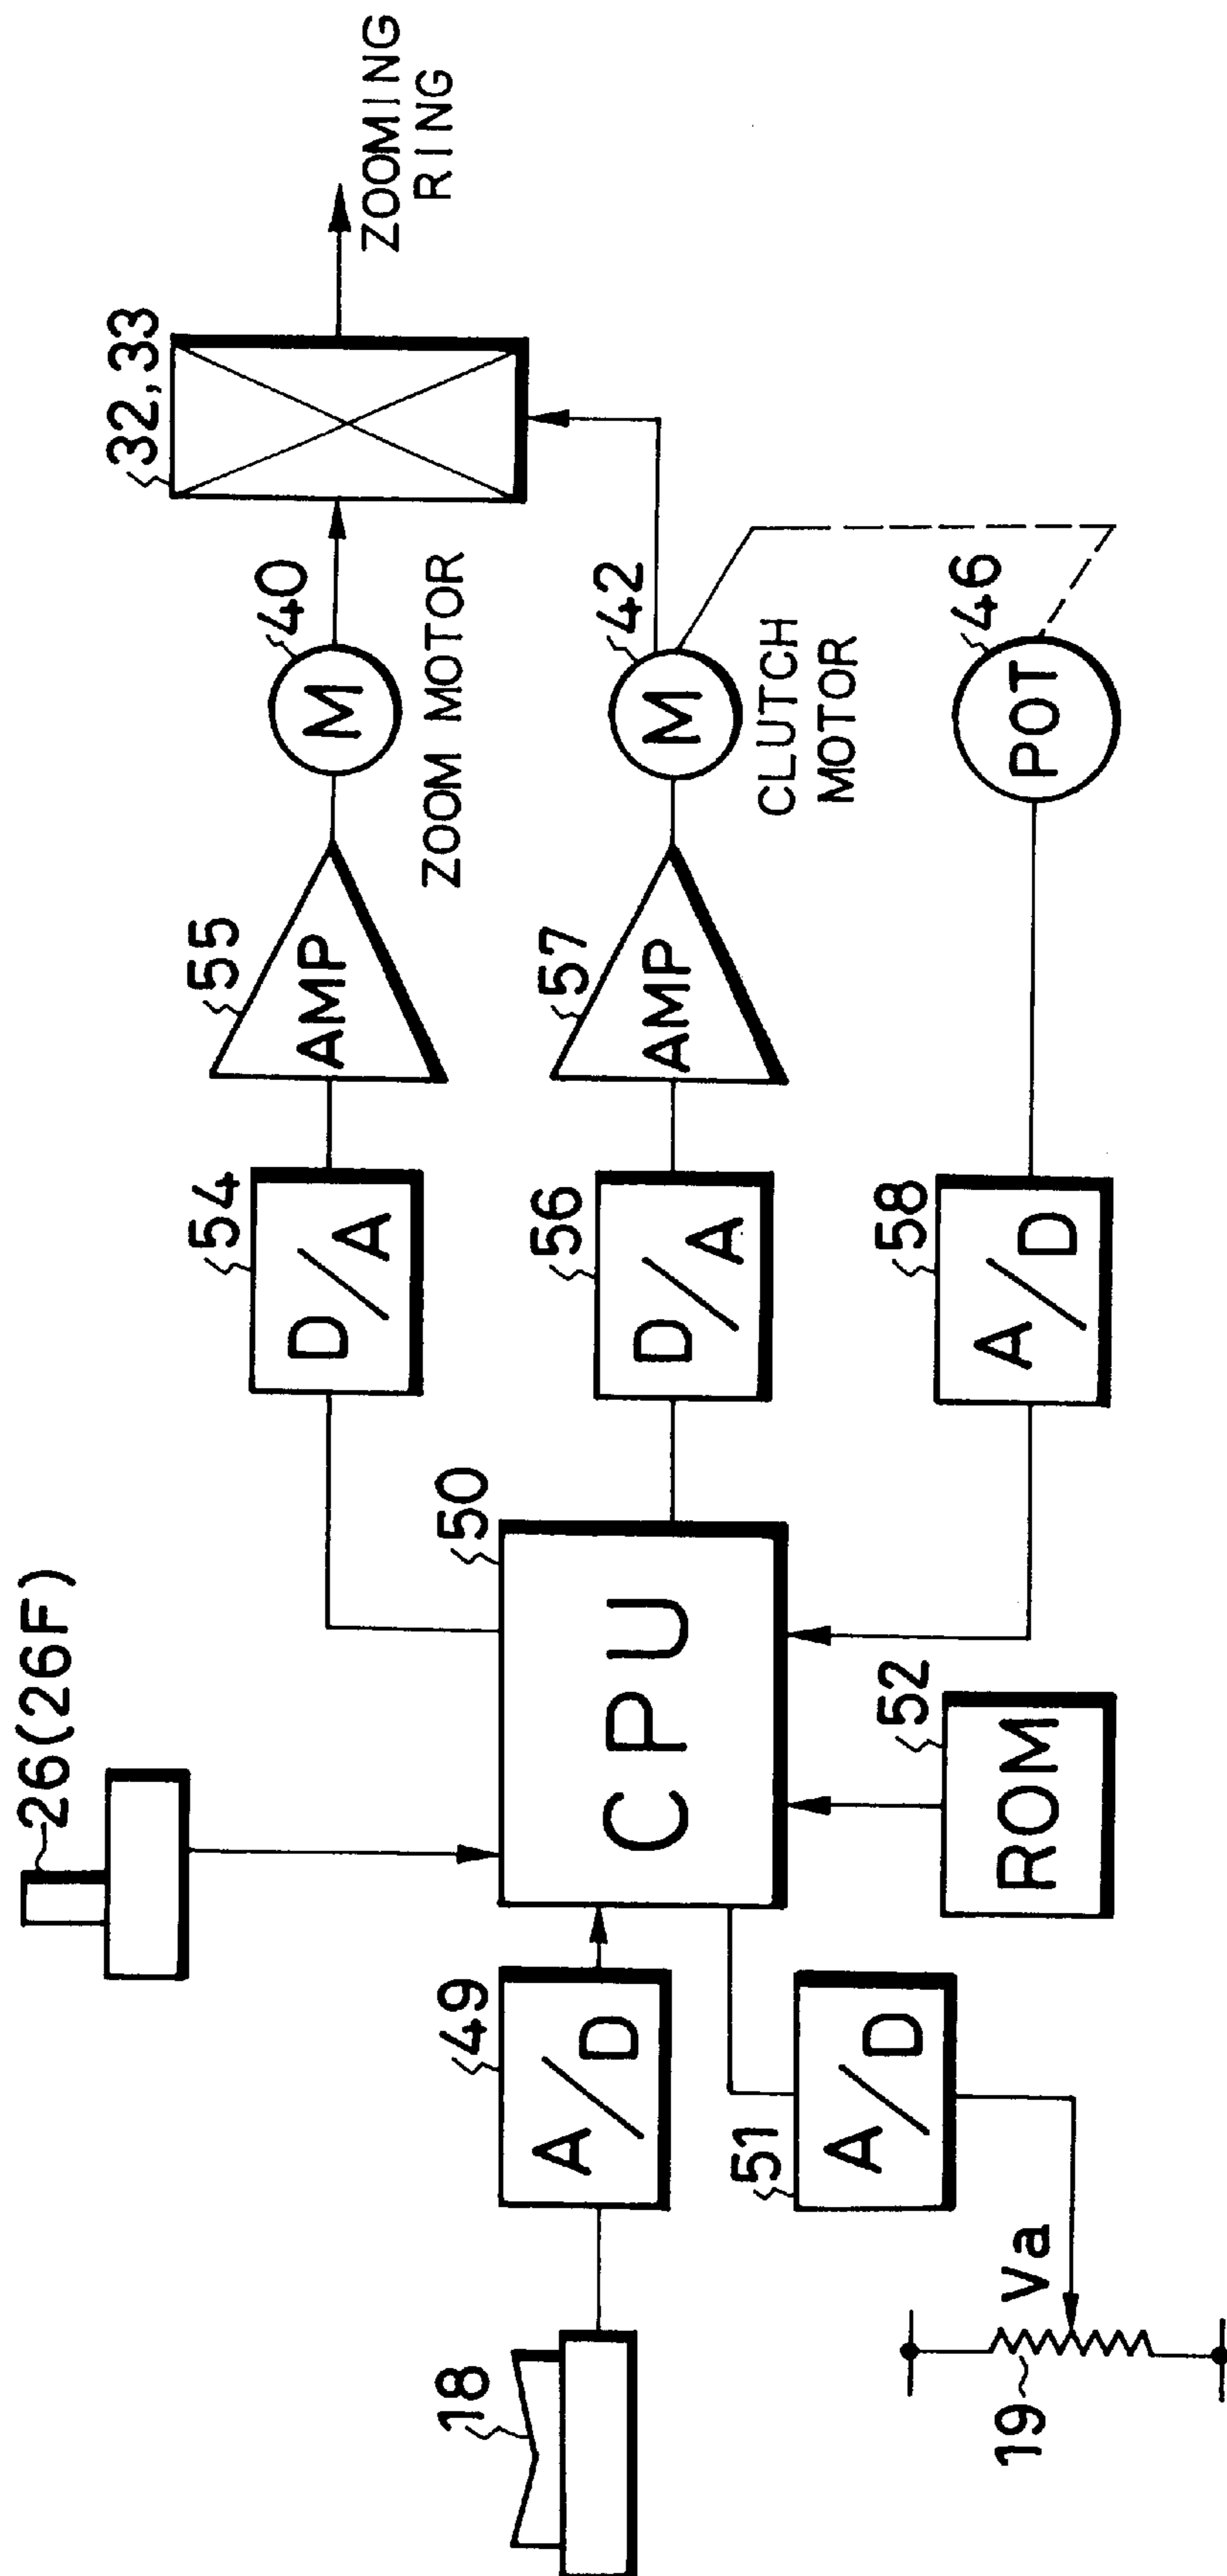 26(26F)
32,33
ZOOMING
RING
54
D/A
55
AMP
40
M
ZOOM MOTOR
18
49
A/D
50
CPU
56
D/A
57
AMP
42
M
CLUTCH
MOTOR
51
A/D
52
ROM
58
A/D
46
POT
19
Va